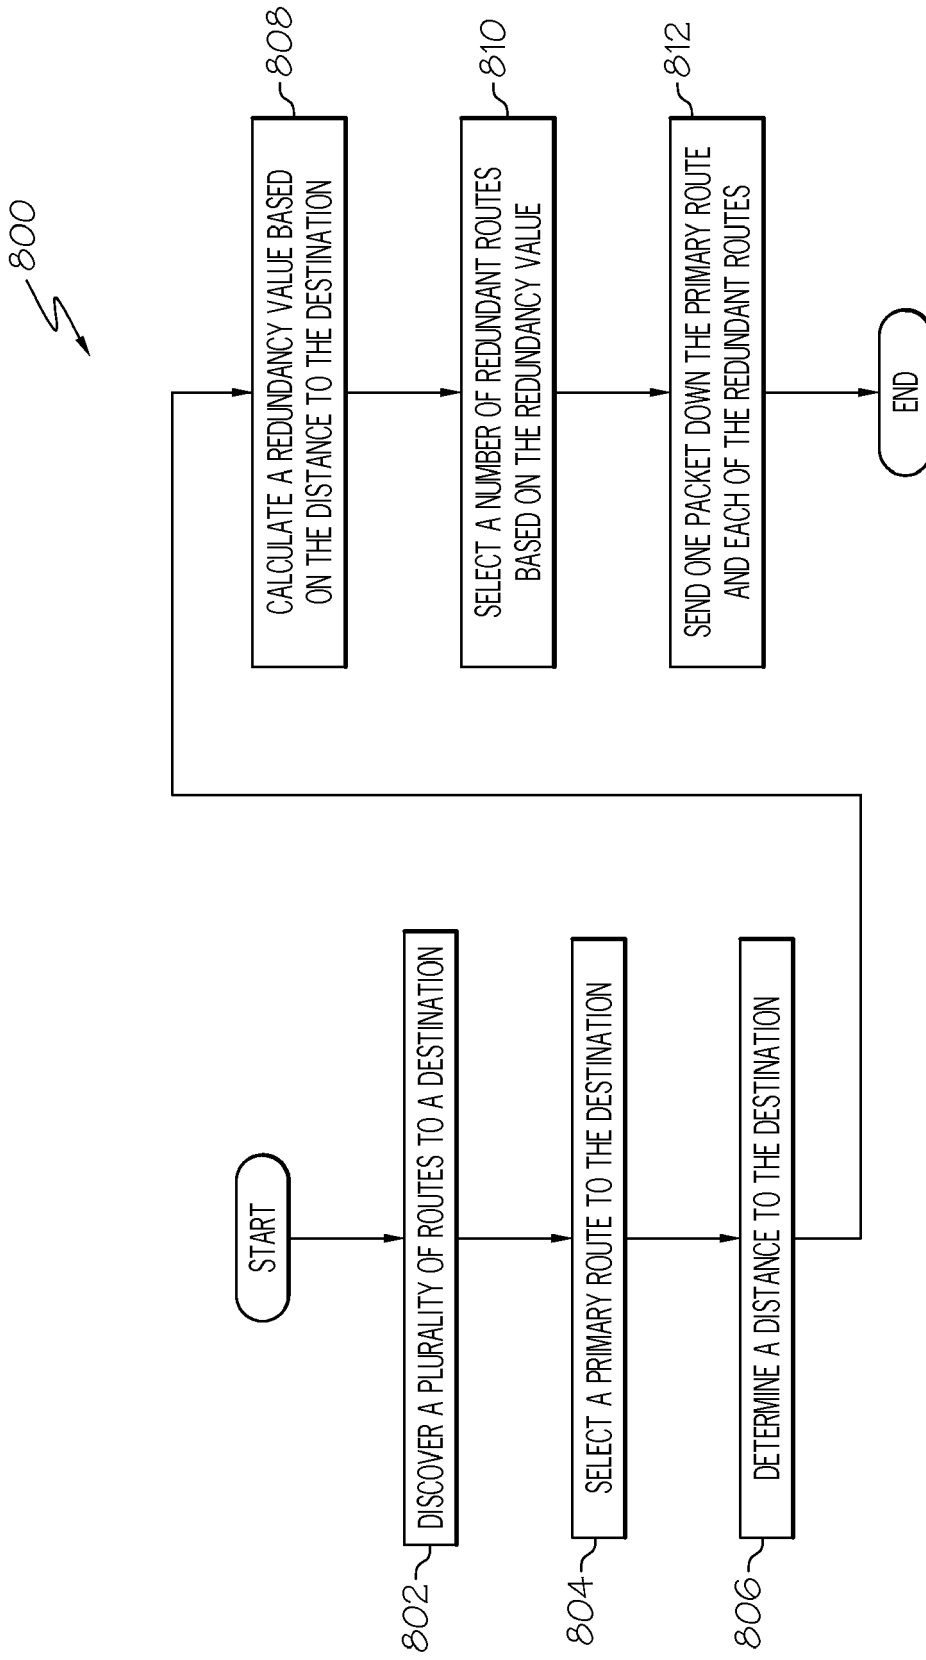 800
START
802
DISCOVER A PLURALITY OF ROUTES TO A DESTINATION
804
SELECT A PRIMARY ROUTE TO THE DESTINATION
806
DETERMINE A DISTANCE TO THE DESTINATION
808
CALCULATE A REDUNDANCY VALUE BASED
ON THE DISTANCE TO THE DESTINATION
810
SELECT A NUMBER OF REDUNDANT ROUTES
BASED ON THE REDUNDANCY VALUE
812
SEND ONE PACKET DOWN THE PRIMARY ROUTE
AND EACH OF THE REDUNDANT ROUTES
END